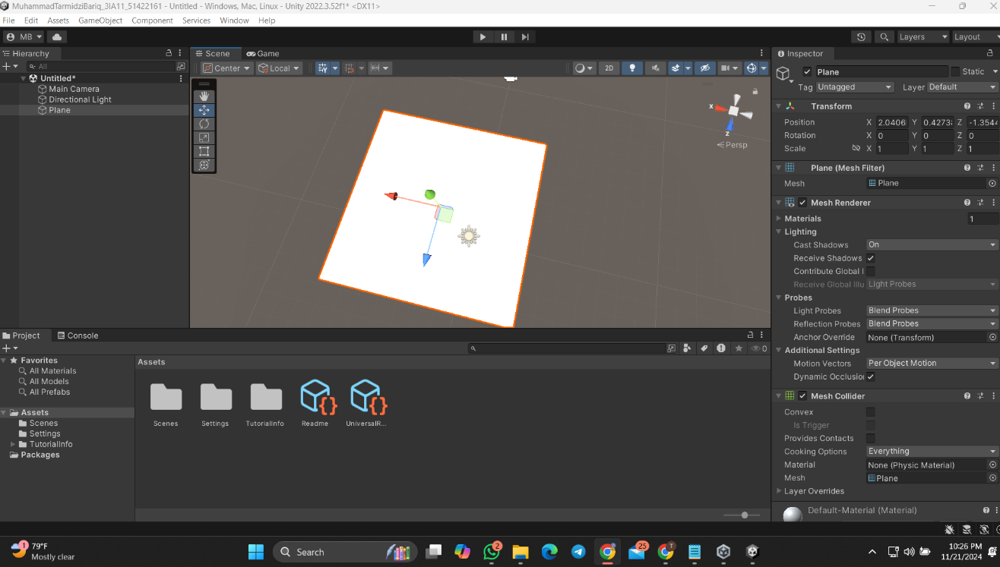 MuhammadTarmidziBariq_3IA11_51422161 - Untitled - Windows, Mac, Linux - Unity 2022.3.52f1* <DX11>
File Edit Assets GameObject Component Services Window Help
MB Layers Layout
Hierarchy Scene Game Inspector
All Center Local 2D Plane Static
Untitled* Tag Untagged Layer Default
Main Camera
Directional Light
Plane
x
z
Persp
Transform
Position X 2.0406 Y 0.4273 Z -1.3544
Rotation X 0 Y 0 Z 0
Scale X 1 Y 1 Z 1
Plane (Mesh Filter)
Mesh Plane
Mesh Renderer
Materials 1
Lighting
Cast Shadows On
Receive Shadows
Contribute Global I
Receive Global Illu Light Probes
Probes
Light Probes Blend Probes
Reflection Probes Blend Probes
Anchor Override None (Transform)
Additional Settings
Motion Vectors Per Object Motion
Dynamic Occlusio
Mesh Collider
Convex
Is Trigger
Provides Contacts
Cooking Options Everything
Material None (Physic Material)
Mesh Plane
Layer Overrides
Default-Material (Material)
Project Console
0
Favorites
All Materials
All Models
All Prefabs
Assets
Scenes
Settings
TutorialInfo
Packages
Assets
Scenes Settings TutorialInfo Readme UniversalR...
1
79°F
Mostly clear
Search
2
25
T
10:26 PM
11/21/2024